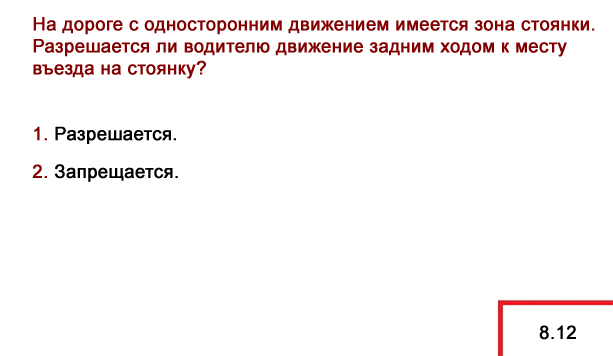 На дороге с односторонним движением имеется зона стоянки.
Разрешается ли водителю движение задним ходом к месту
въезда на стоянку?
1. Разрешается.
2. Запрещается.
8.12